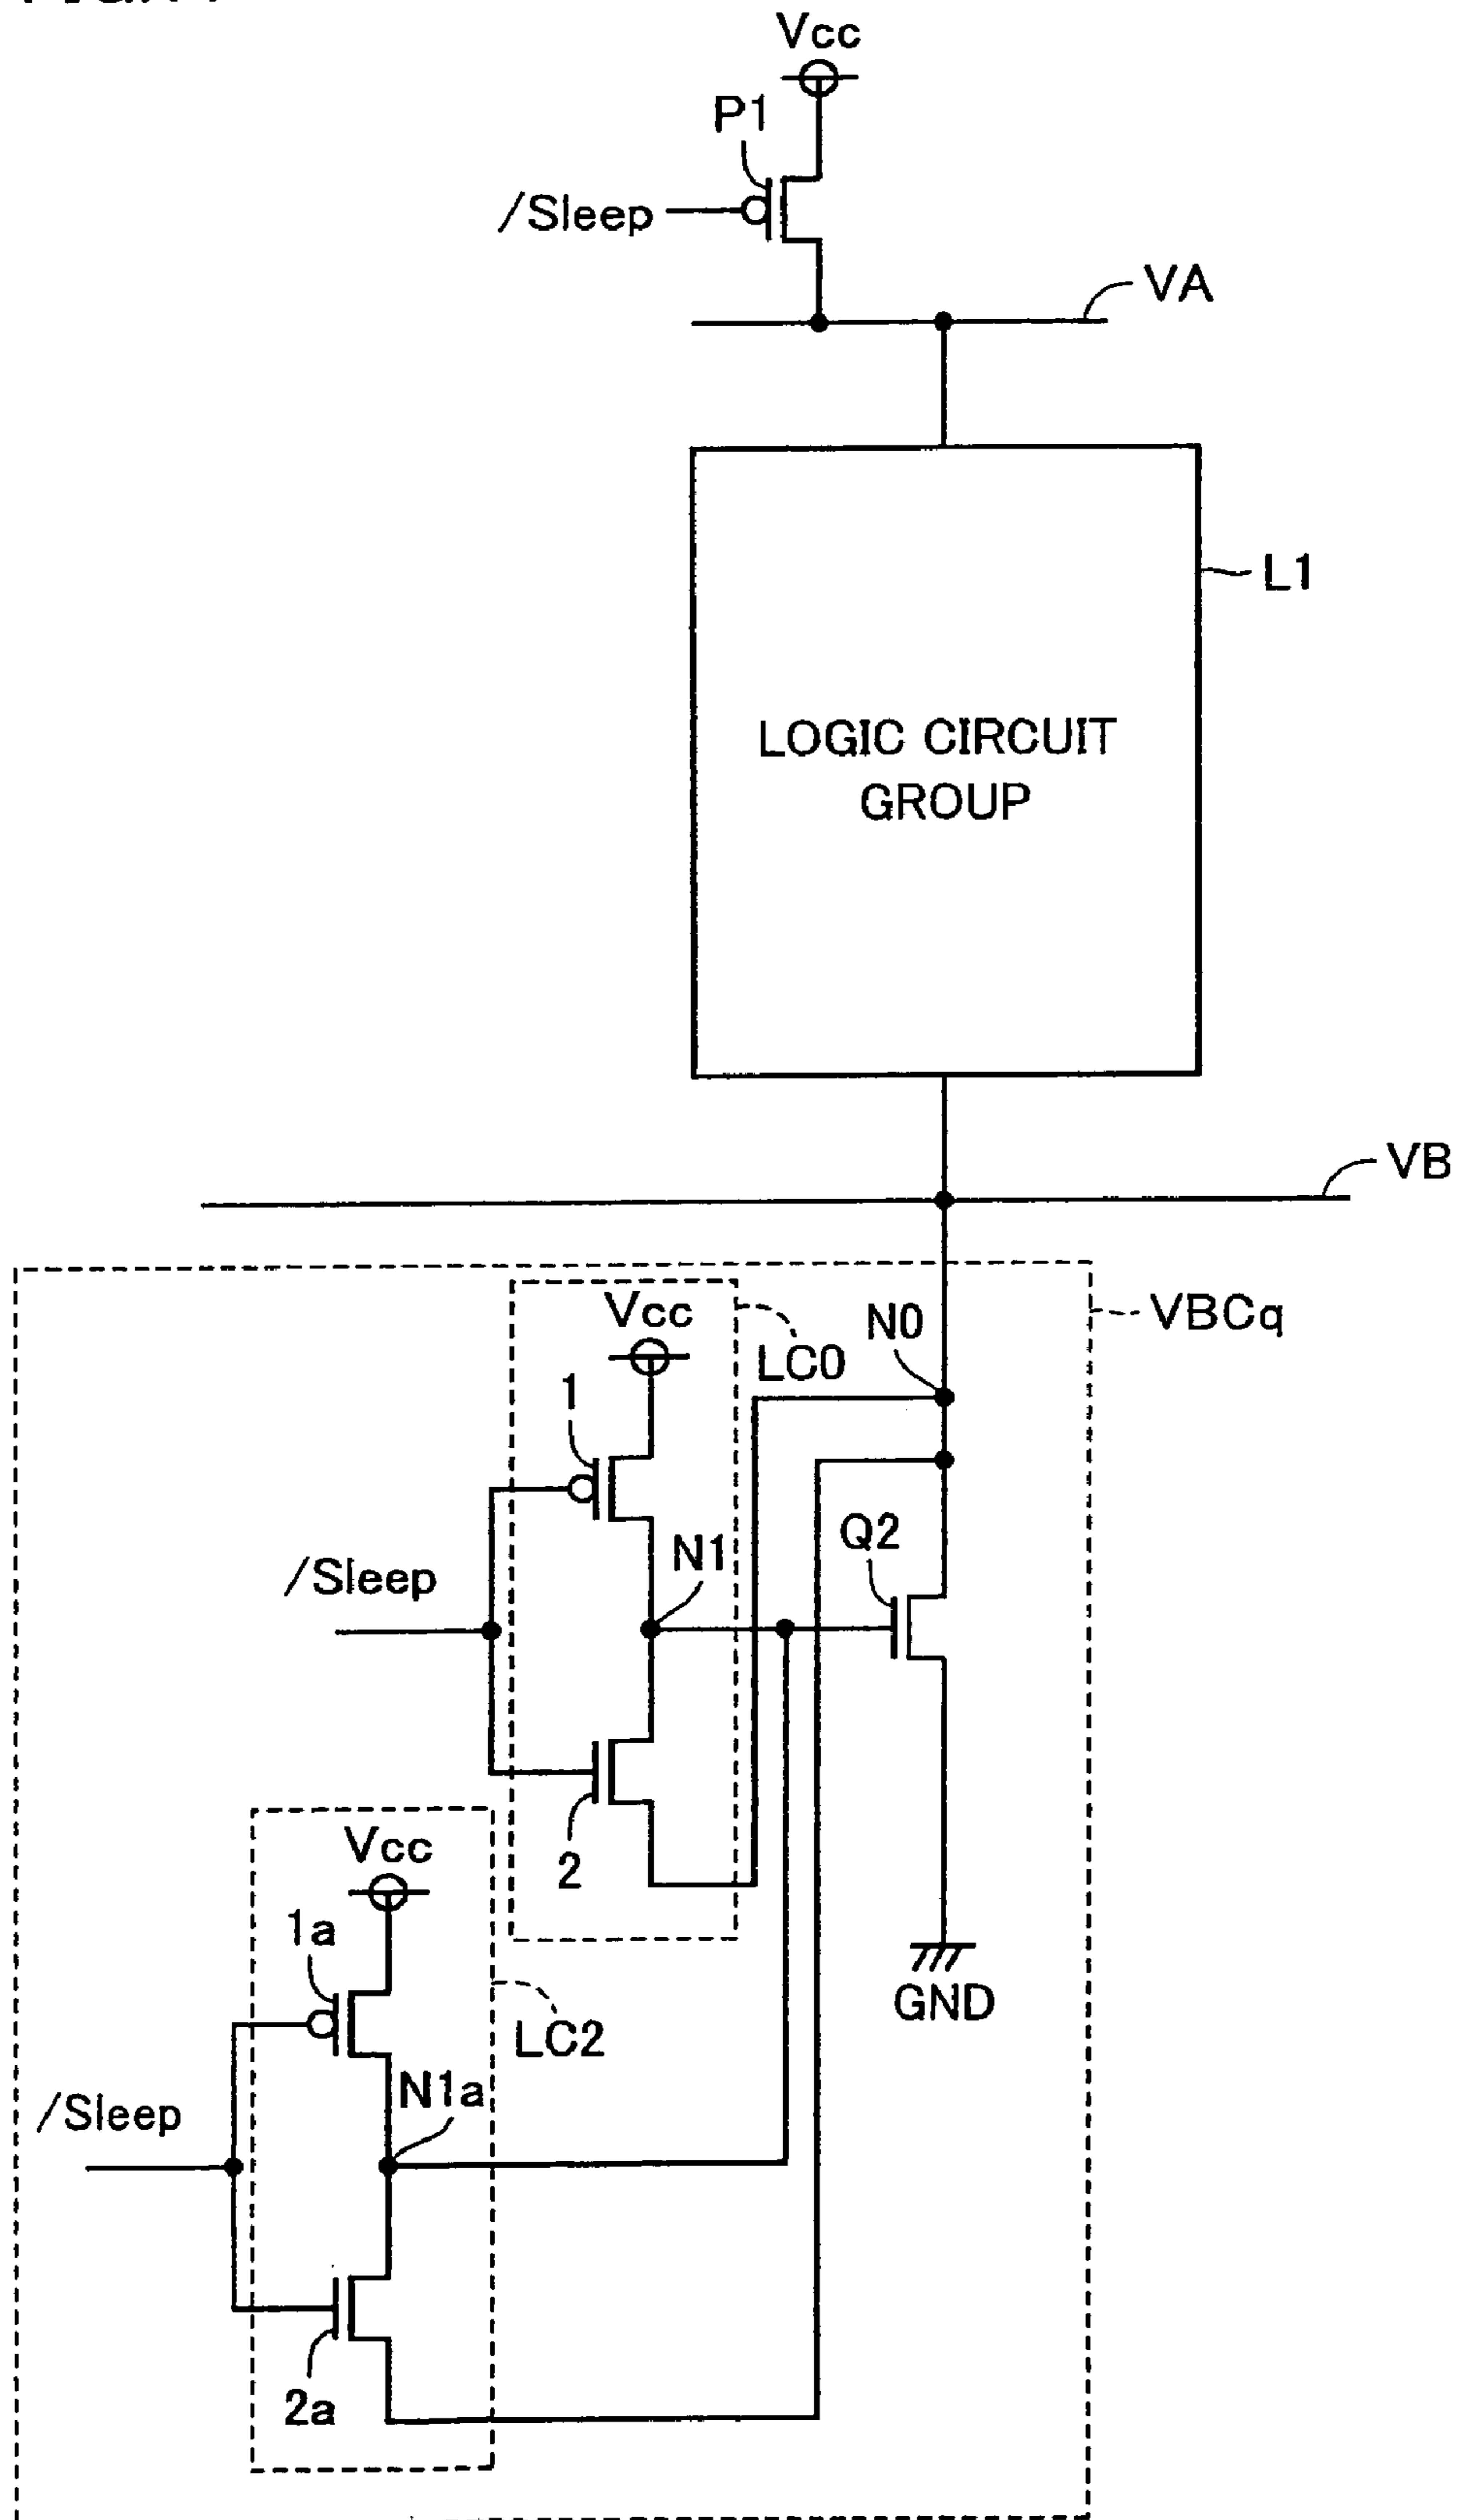 Vcc
P1
/Sleep
VA
L1
LOGIC CIRCUIT
GROUP
VB
VBCq
Vcc
N0
LC0
1
Q2
N1
/Sleep
2
Vcc
1a
GND
LC2
N1a
/Sleep
2a